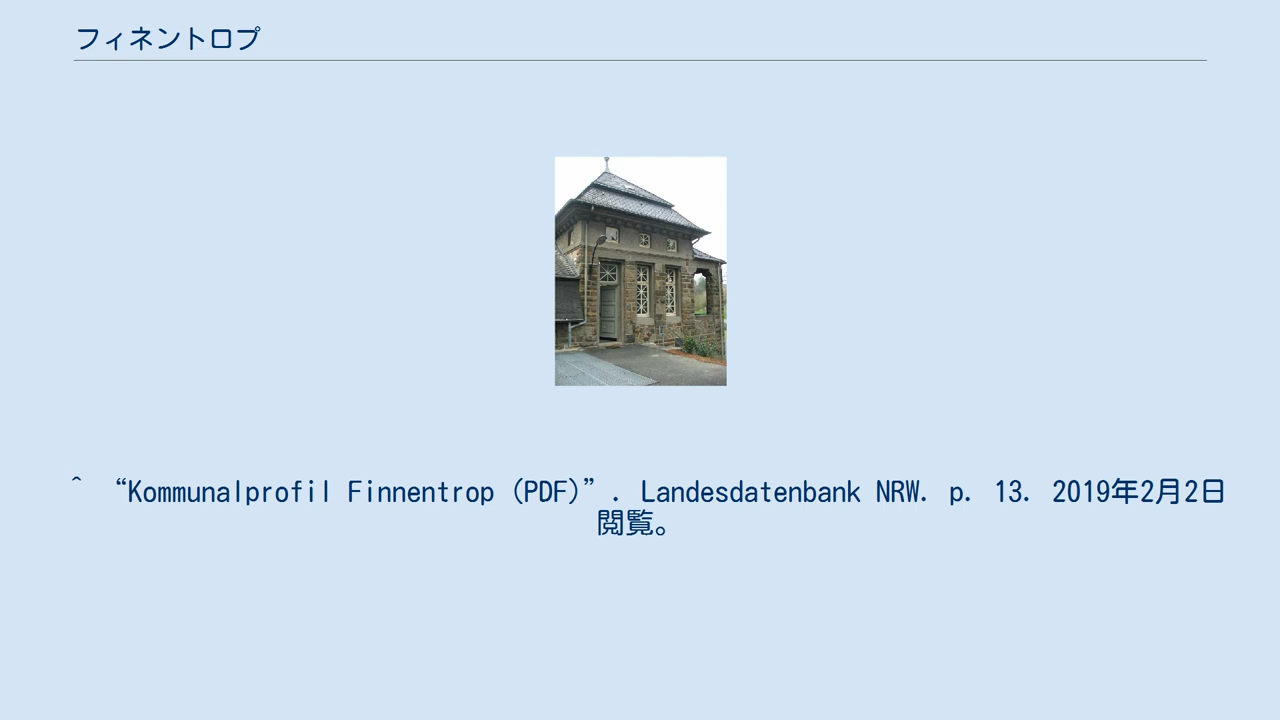 フィネントロプ
^ “Kommunalprofil Finnentrop (PDF)”. Landesdatenbank NRW. p. 13. 2019年2月2日
閲覧。